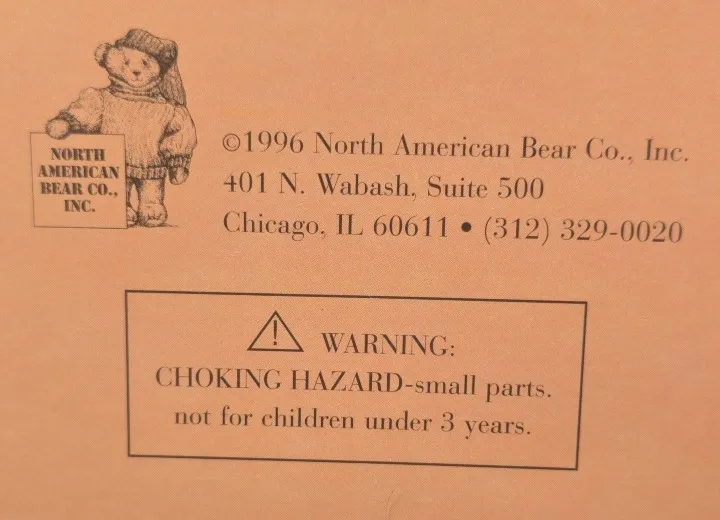 NORTH
AMERICAN
BEAR CO.,
INC.
©1996 North American Bear Co., Inc.
401 N. Wabash, Suite 500
Chicago, IL 60611 • (312) 329-0020
WARNING:
CHOKING HAZARD-small parts.
not for children under 3 years.